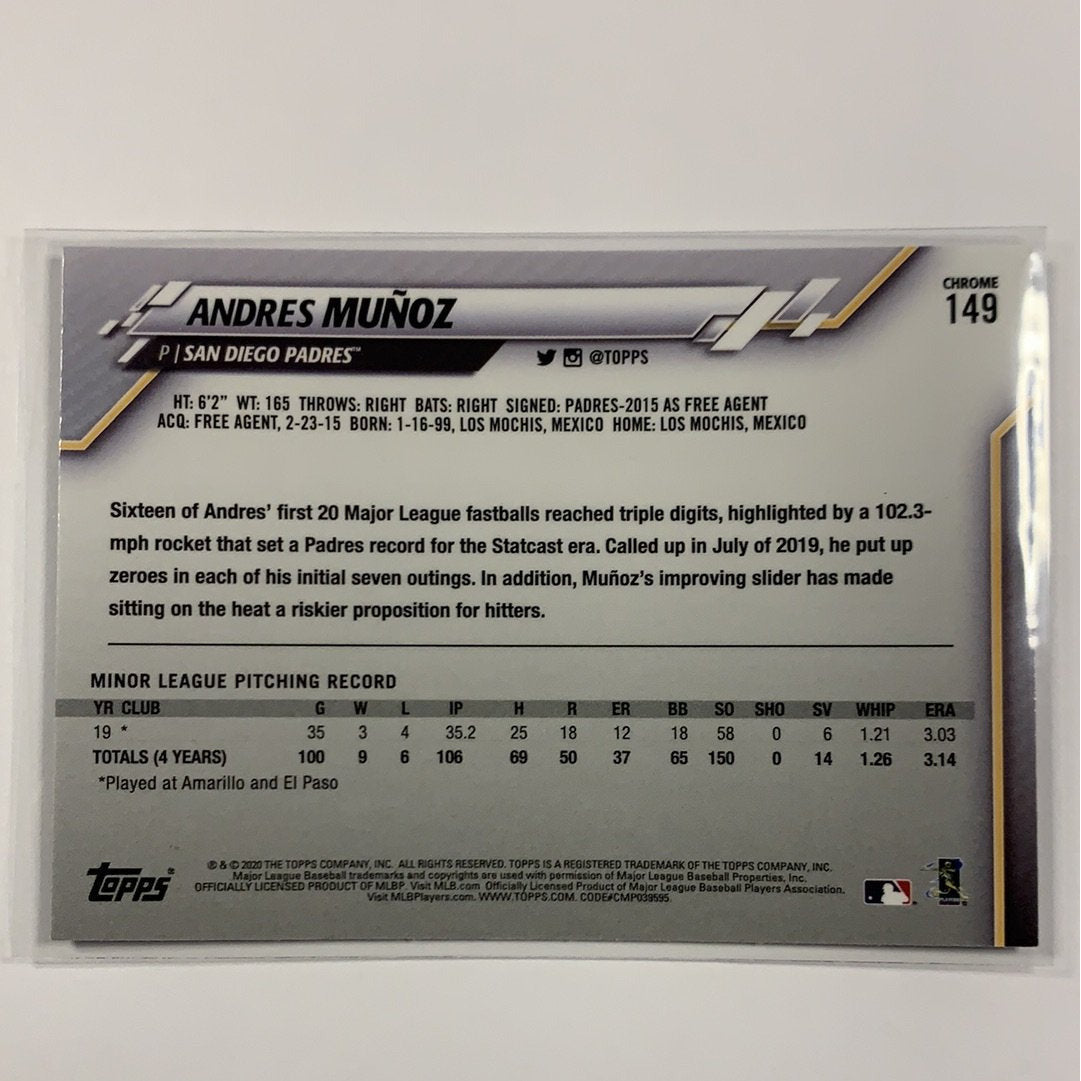 CHROME
149
ANDRES MUÑOZ
P | SAN DIEGO PADRES™
@TOPPS
HT: 6'2" WT: 165 THROWS: RIGHT BATS: RIGHT SIGNED: PADRES-2015 AS FREE AGENT
ACQ: FREE AGENT, 2-23-15 BORN: 1-16-99, LOS MOCHIS, MEXICO HOME: LOS MOCHIS, MEXICO
Sixteen of Andres' first 20 Major League fastballs reached triple digits, highlighted by a 102.3-
mph rocket that set a Padres record for the Statcast era. Called up in July of 2019, he put up
zeroes in each of his initial seven outings. In addition, Muñoz's improving slider has made
sitting on the heat a riskier proposition for hitters.
MINOR LEAGUE PITCHING RECORD
YR CLUB G W L IP H R ER BB SO SHO SV WHIP ERA
19 * 35 3 4 35.2 25 18 12 18 58 0 6 1.21 3.03
TOTALS (4 YEARS) 100 9 6 106 69 50 37 65 150 0 14 1.26 3.14
*Played at Amarillo and El Paso
Topps®
℗ & © 2020 THE TOPPS COMPANY, INC. ALL RIGHTS RESERVED. TOPPS IS A REGISTERED TRADEMARK OF THE TOPPS COMPANY, INC.
Major League Baseball trademarks and copyrights are used with permission of Major League Baseball Properties, Inc.
OFFICIALLY LICENSED PRODUCT OF MLBP. Visit MLB.com Officially Licensed Product of Major League Baseball Players Association.
Visit MLBPlayers.com. WWW.TOPPS.COM. CODE#CMP039595.